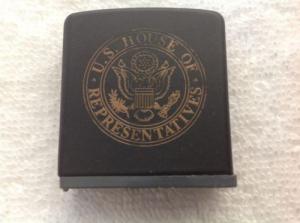 U.S. HOUSE OF
REPRESENTATIVES